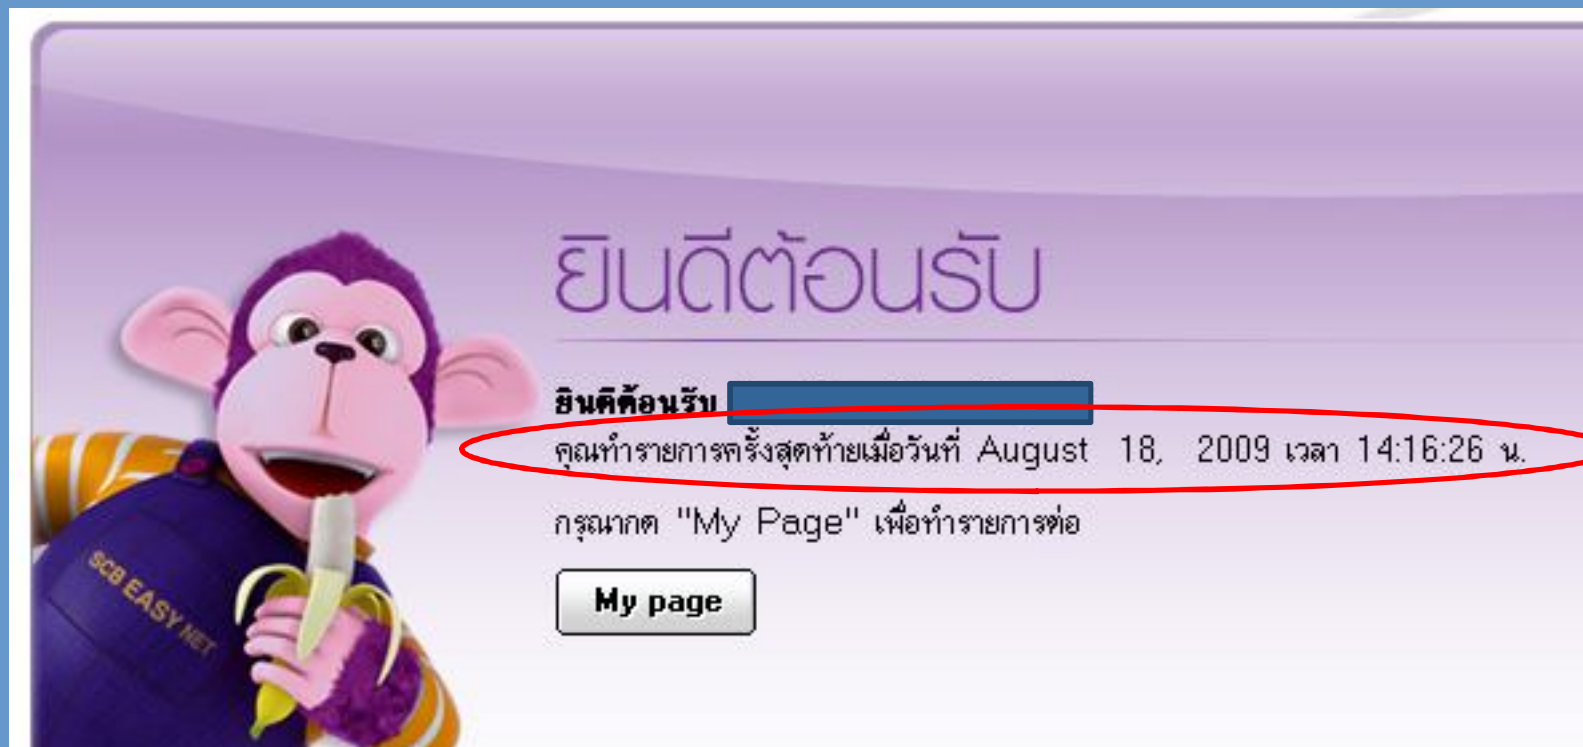 ยินดีต้อนรับ
ยินดีต้อนรับ
คุณทำรายการครั้งสุดท้ายเมื่อวันที่ August 18, 2009 เวลา 14:16:26 น.
กรุณากด "My Page" เพื่อทำรายการต่อ
My page
SCB EASY NET